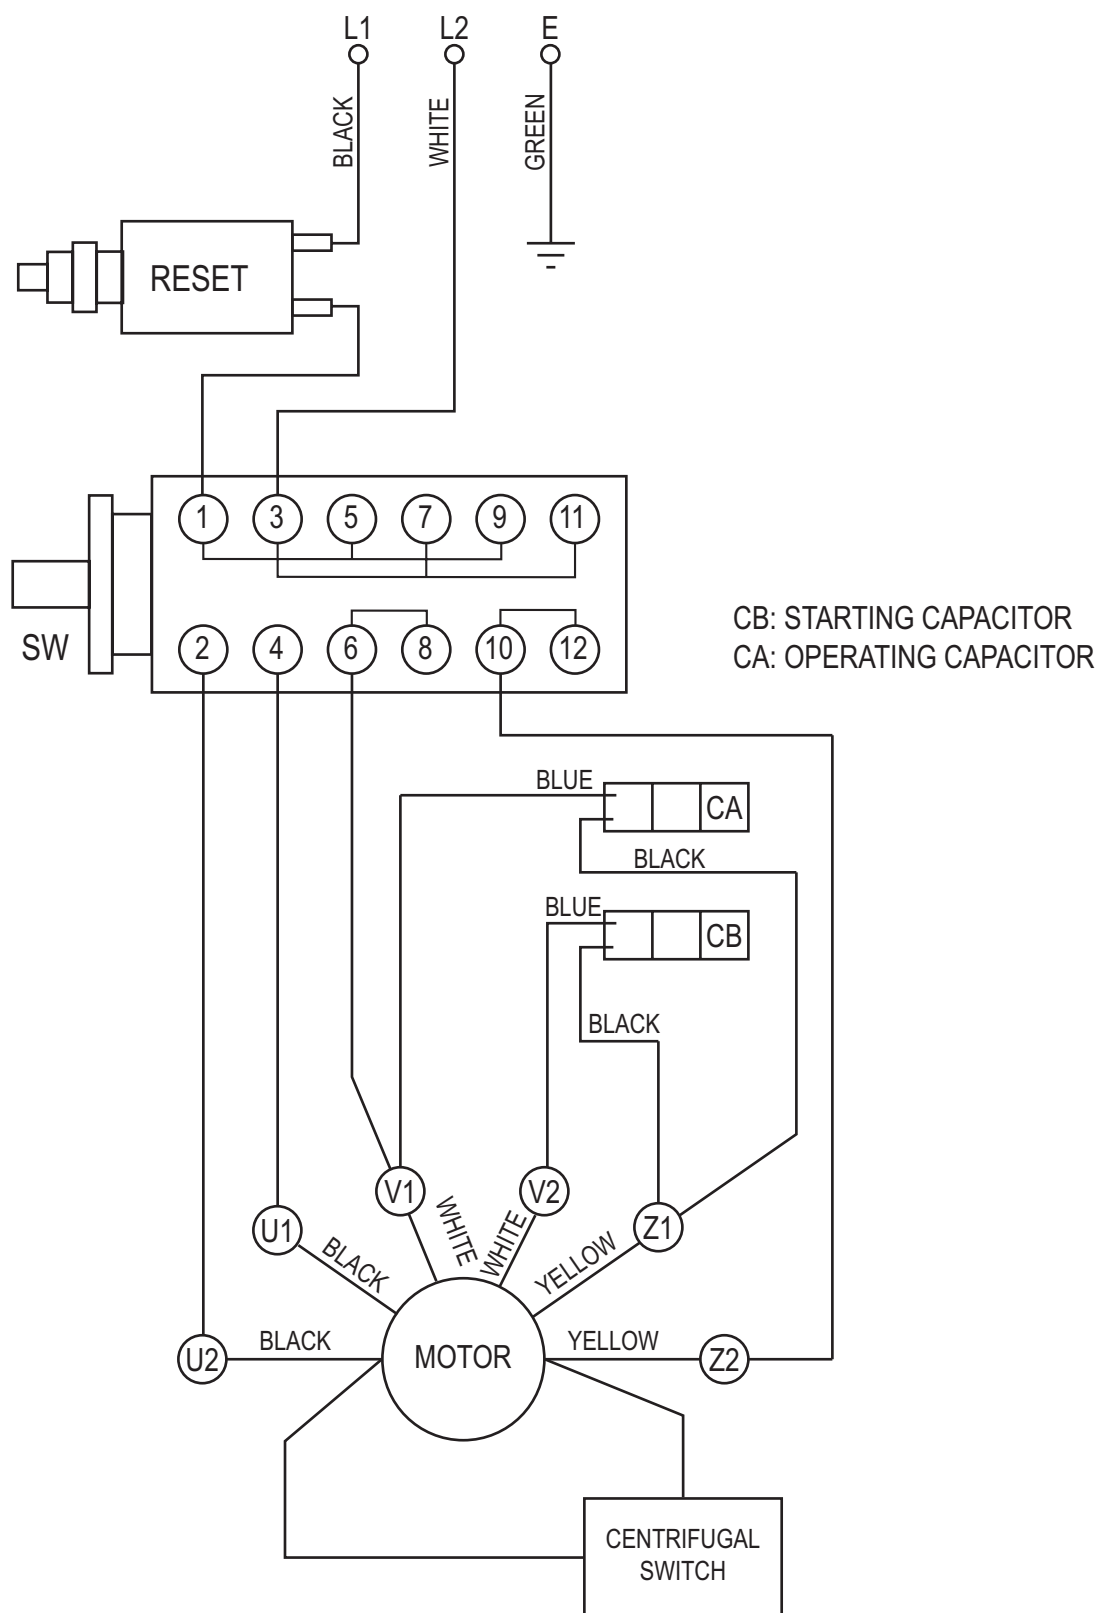 L1
L2
E
BLACK
WHITE
GREEN
RESET
1
3
5
7
9
11
SW
2
4
6
8
10
12
CB: STARTING CAPACITOR
CA: OPERATING CAPACITOR
BLUE
CA
BLACK
BLUE
CB
BLACK
V1
V2
U1
Z1
WHITE
WHITE
BLACK
YELLOW
U2
BLACK
MOTOR
YELLOW
Z2
CENTRIFUGAL
SWITCH